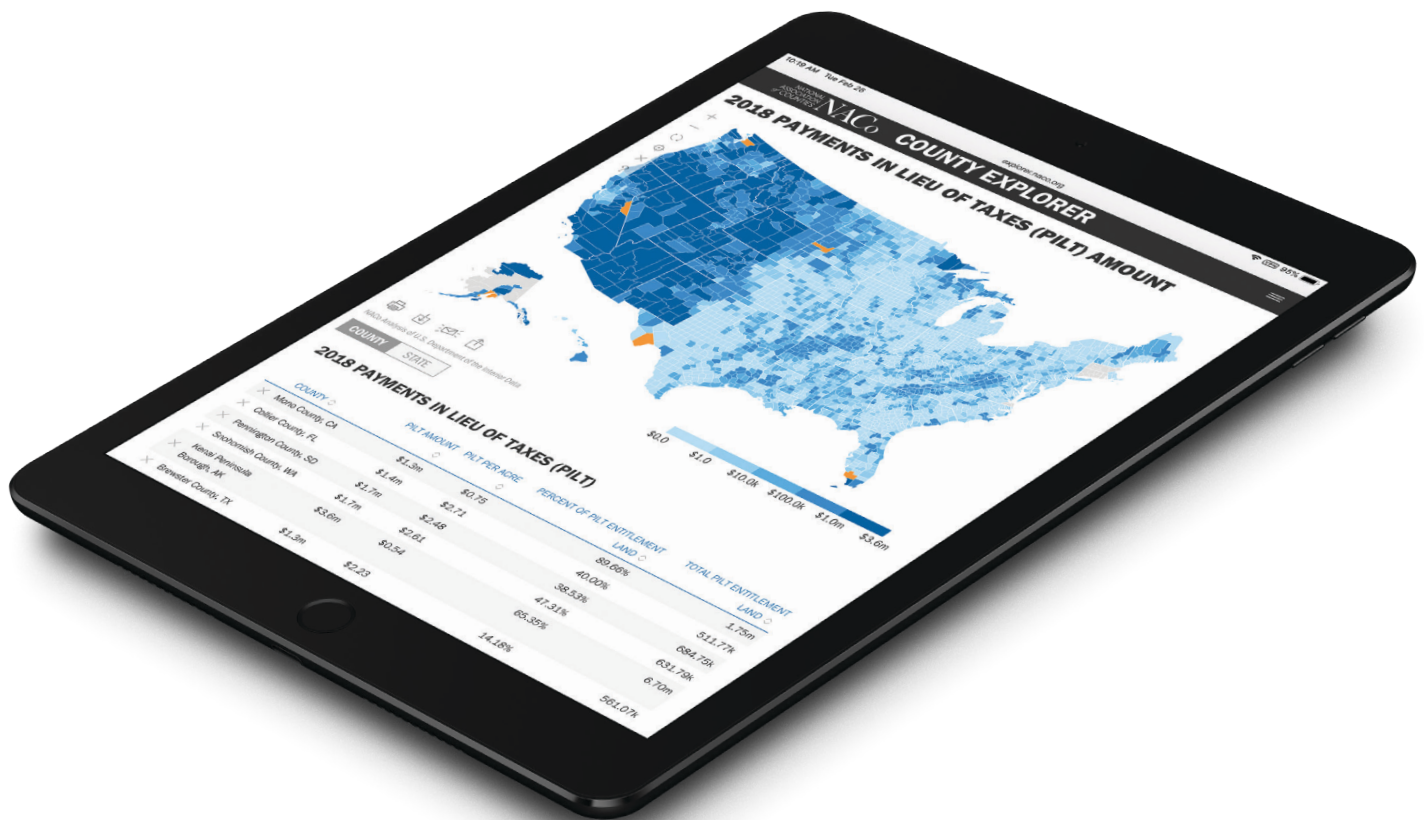 10:19 AM Tue Feb 26
95%
explorer.naco.org
NATIONAL
ASSOCIATION
of COUNTIES
NACo COUNTY EXPLORER
2018 PAYMENTS IN LIEU OF TAXES (PILT) AMOUNT
$0.0 $1.0 $10.0k $100.0k $1.0m $3.6m
NACo Analysis of U.S. Department of the Interior Data
COUNTY STATE
2018 PAYMENTS IN LIEU OF TAXES (PILT)
COUNTY PILT AMOUNT PILT PER ACRE PERCENT OF PILT ENTITLEMENT LAND TOTAL PILT ENTITLEMENT LAND
Mono County, CA $1.3m $0.75 89.66% 1.75m
Collier County, FL $1.4m $2.71 40.00% 511.77k
Pennington County, SD $1.7m $2.48 38.53% 684.75k
Snohomish County, WA $1.7m $2.61 47.31% 631.79k
Kenai Peninsula Borough, AK $3.6m $0.54 65.35% 6.70m
Brewster County, TX $1.3m $2.23 14.18% 561.07k